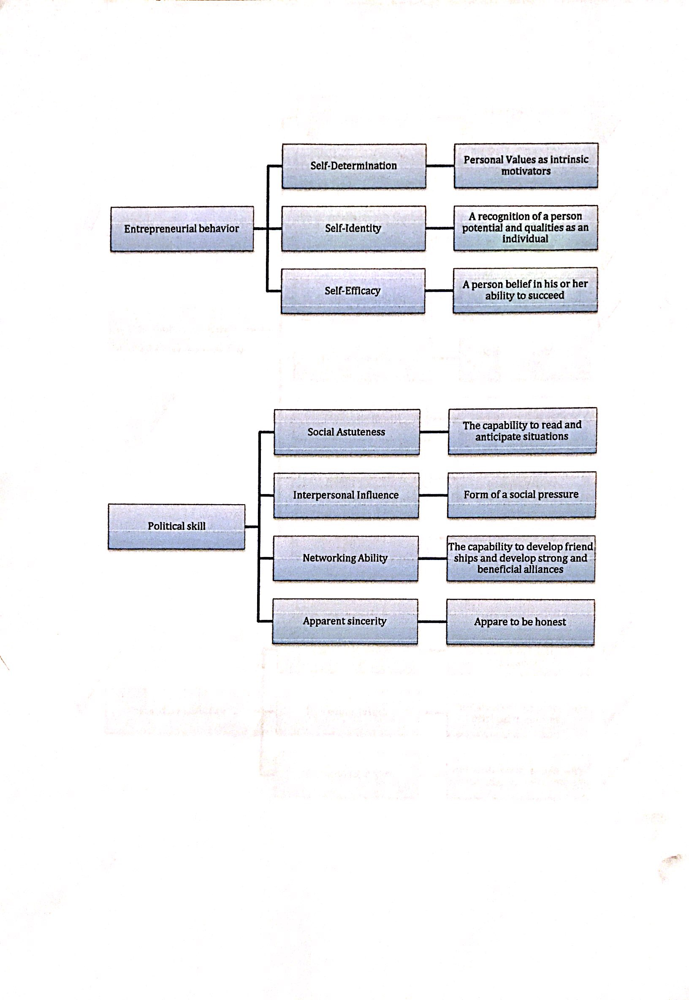 Self-Determination
Personal Values as intrinsic
motivators
Entrepreneurial behavior
Self-Identity
A recognition of a person
potential and qualities as an
individual
Self-Efficacy
A person belief in his or her
ability to succeed
Social Astuteness
The capability to read and
anticipate situations
Interpersonal Influence
Form of a social pressure
Political skill
Networking Ability
The capability to develop friend
ships and develop strong and
beneficial alliances
Apparent sincerity
Appare to be honest